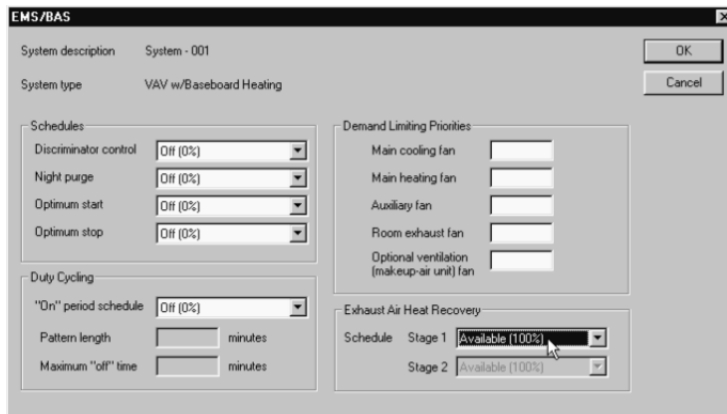 EMS/BAS
System description System - 001
OK
System type VAV w/Baseboard Heating
Cancel
Schedules
Discriminator control Off (0%)
Night purge Off (0%)
Optimum start Off (0%)
Optimum stop Off (0%)
Duty Cycling
"On" period schedule Off (0%)
Pattern length minutes
Maximum "off" time minutes
Demand Limiting Priorities
Main cooling fan
Main heating fan
Auxiliary fan
Room exhaust fan
Optional ventilation
(makeup-air unit) fan
Exhaust Air Heat Recovery
Schedule Stage 1 Available (100%)
Stage 2 Available (100%)